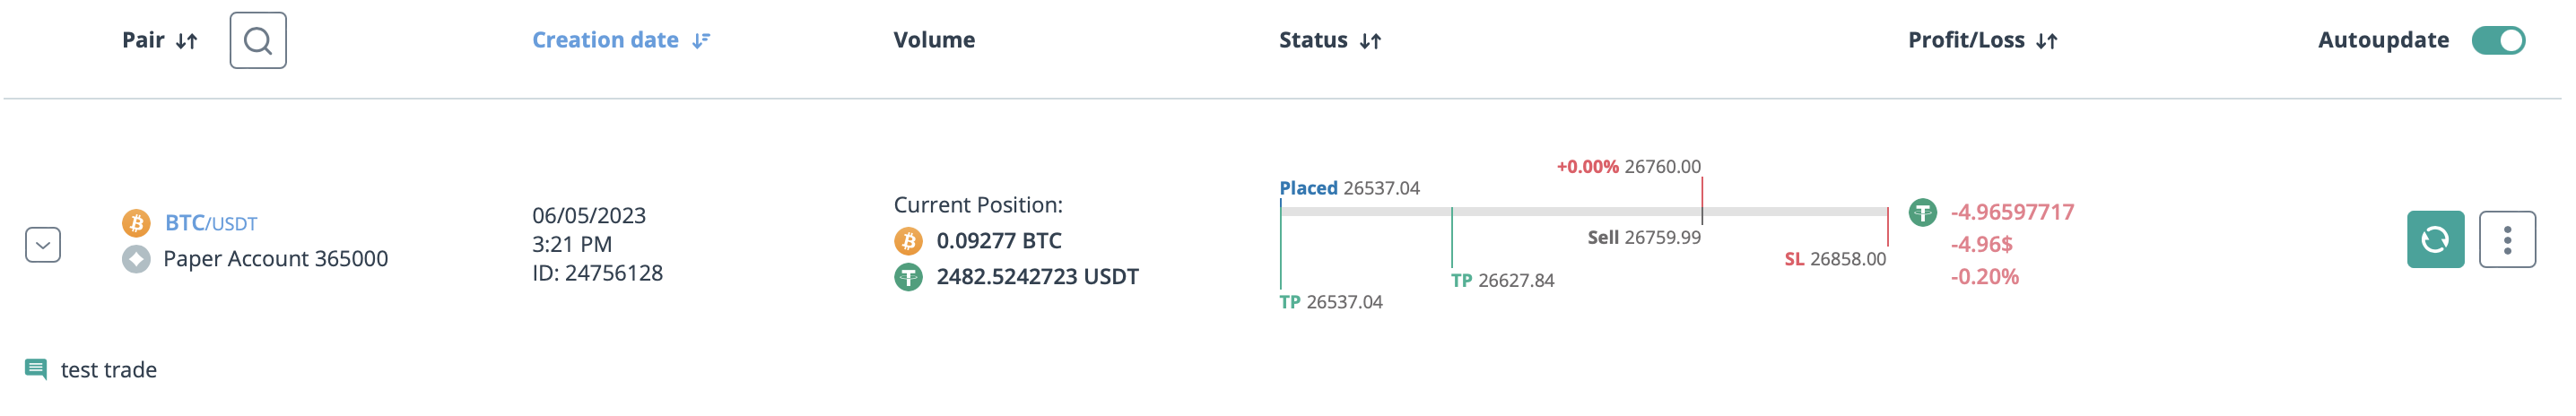 Pair
Creation date
Volume
Status
Profit/Loss
Autoupdate
BTC/USDT
Paper Account 365000
06/05/2023
3:21 PM
ID: 24756128
Current Position:
0.09277 BTC
2482.5242723 USDT
+0.00% 26760.00
Placed 26537.04
Sell 26759.99
SL 26858.00
TP 26627.84
TP 26537.04
-4.96597717
-4.96$
-0.20%
test trade